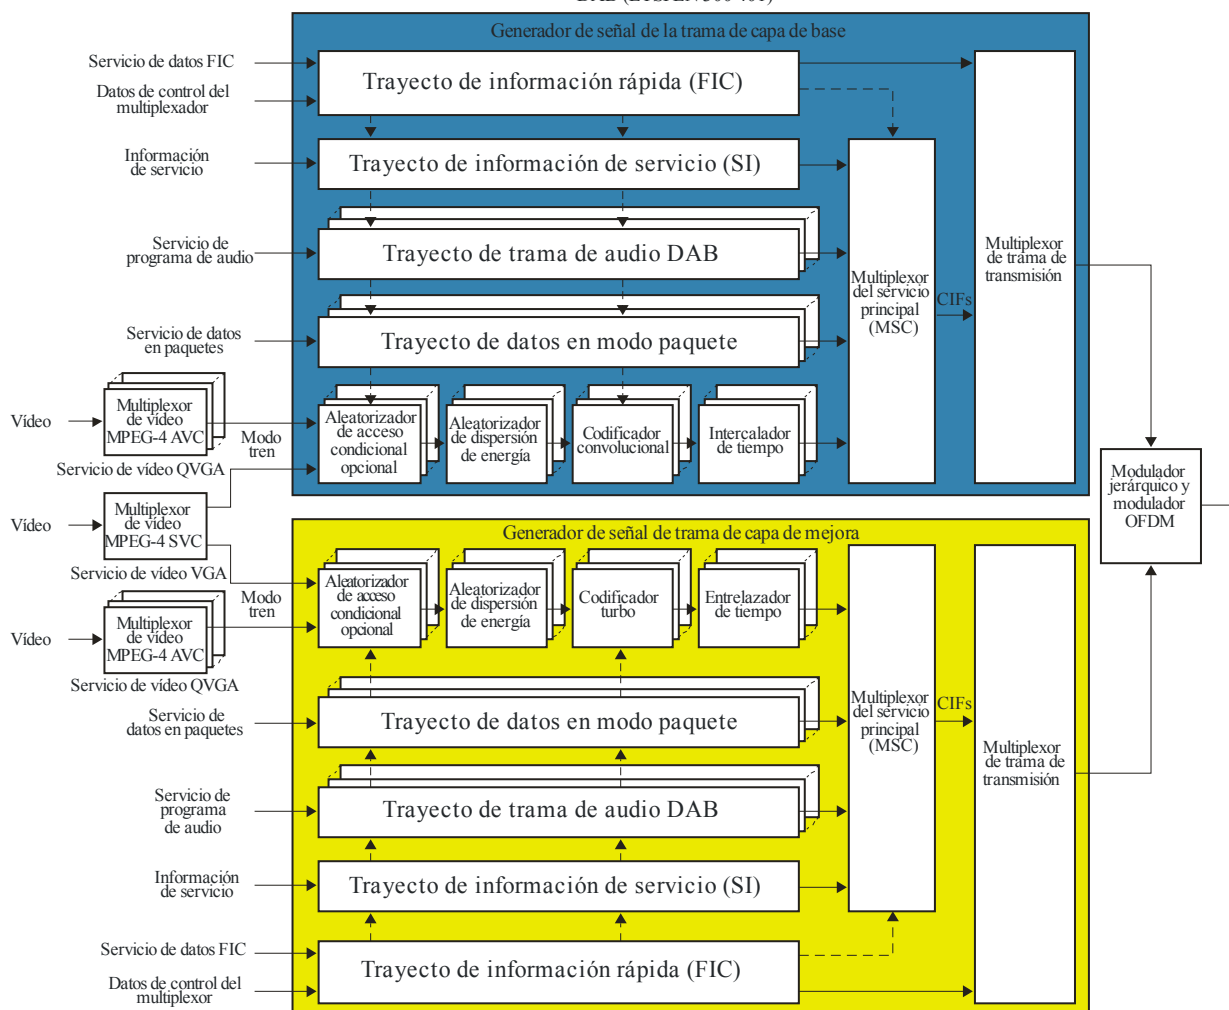 Generador de señal de la trama de capa de base
Servicio de datos FIC
Datos de control del
multiplexador
Trayecto de información rápida (FIC)
Información
de servicio
Trayecto de información de servicio (SI)
Servicio de
programa de audio
Trayecto de trama de audio DAB
Servicio de datos
en paquetes
Trayecto de datos en modo paquete
Multiplexor
del servicio
principal
(MSC)
CIFs
Multiplexor
de trama de
transmisión
Vídeo
Multiplexor
de vídeo
MPEG-4 AVC
Modo
tren
Servicio de vídeo QVGA
Aleatorizador
de acceso
condicional
opcional
Aleatorizador
de dispersión
de energía
Codificador
convolucional
Intercalador
de tiempo
Vídeo
Multiplexor
de vídeo
MPEG-4 SVC
Servicio de vídeo VGA
Modulador
jerárquico y
modulador
OFDM
Generador de señal de trama de capa de mejora
Vídeo
Multiplexor
de vídeo
MPEG-4 AVC
Modo
tren
Servicio de vídeo QVGA
Aleatorizador
de acceso
condicional
opcional
Aleatorizador
de dispersión
de energía
Codificador
turbo
Entrelazador
de tiempo
Servicio de
datos en paquetes
Trayecto de datos en modo paquete
Multiplexor
del servicio
principal
(MSC)
CIFs
Multiplexor
de trama de
transmisión
Servicio de
programa
de audio
Trayecto de trama de audio DAB
Información
de servicio
Trayecto de información de servicio (SI)
Servicio de datos FIC
Datos de control del
multiplexor
Trayecto de información rápida (FIC)